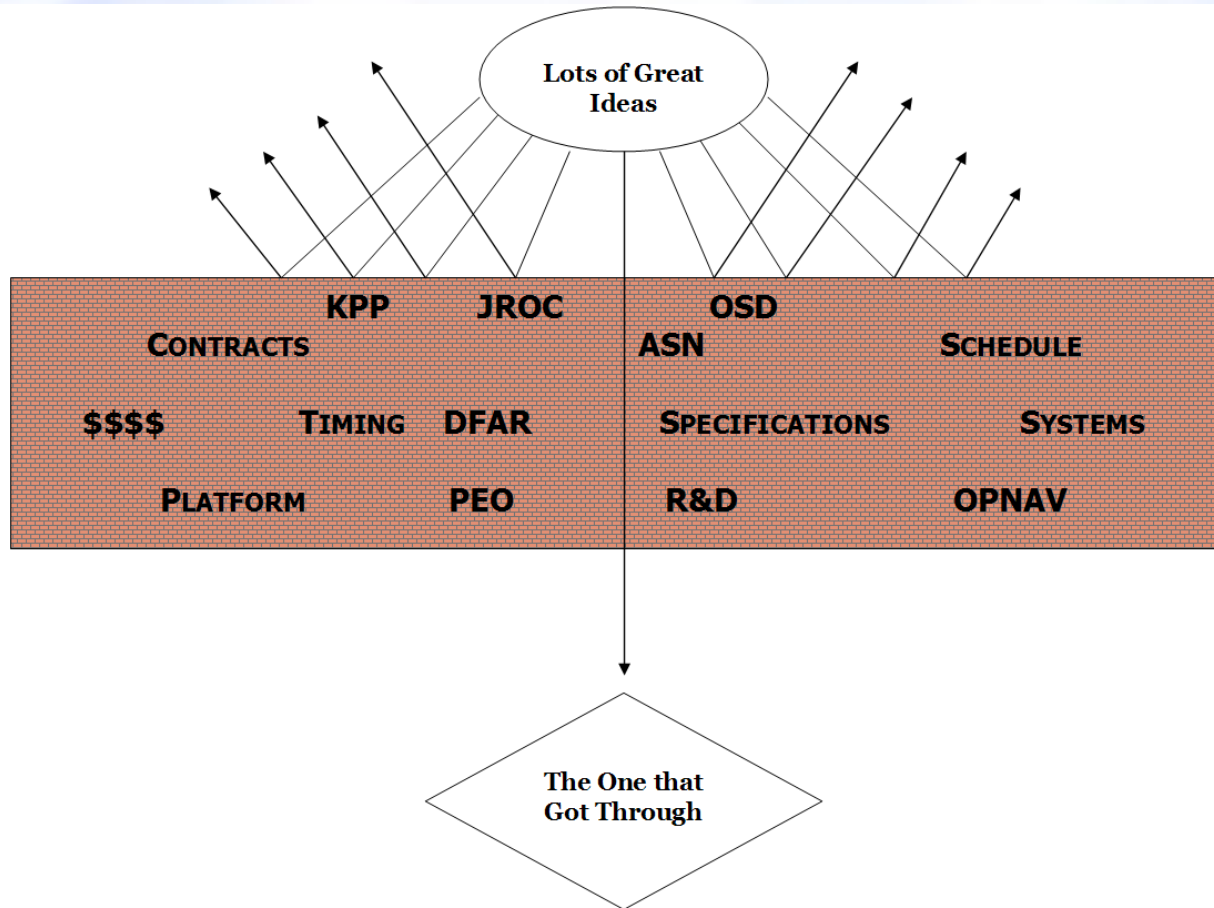 Lots of Great
Ideas
KPP JROC OSD
CONTRACTS ASN SCHEDULE
$$$$ TIMING DFAR SPECIFICATIONS SYSTEMS
PLATFORM PEO R&D OPNAV
The One that
Got Through